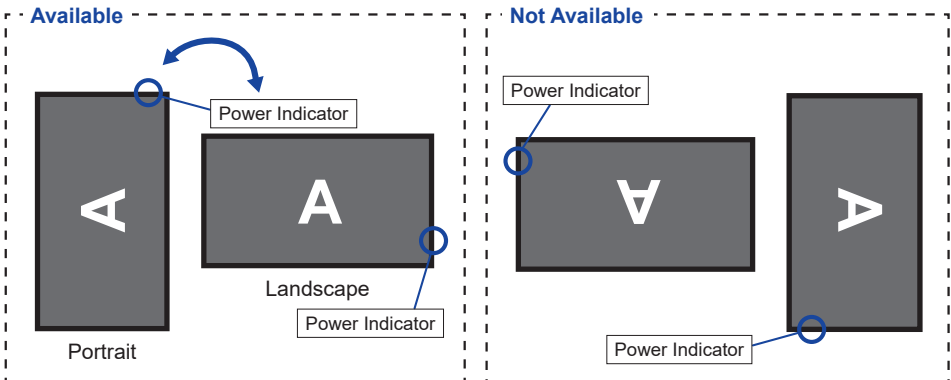 Available
Power Indicator
A
A
Landscape
Power Indicator
Portrait
Not Available
Power Indicator
A
A
Power Indicator